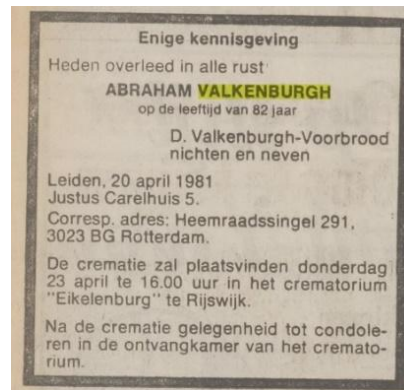 Enige kennisgeving
Heden overleed in alle rust
ABRAHAM VALKENBURGH
op de leeftijd van 82 jaar
D. Valkenburgh-Voorbrood
nichten en neven
Leiden, 20 april 1981
Justus Carelhuis 5.
Corresp. adres: Heemraadssingel 291,
3023 BG Rotterdam.
De crematie zal plaatsvinden donderdag
23 april te 16.00 uur in het crematorium
"Eikelenburg" te Rijswijk.
Na de crematie gelegenheid tot condole-
ren in de ontvangkamer van het cremato-
rium.